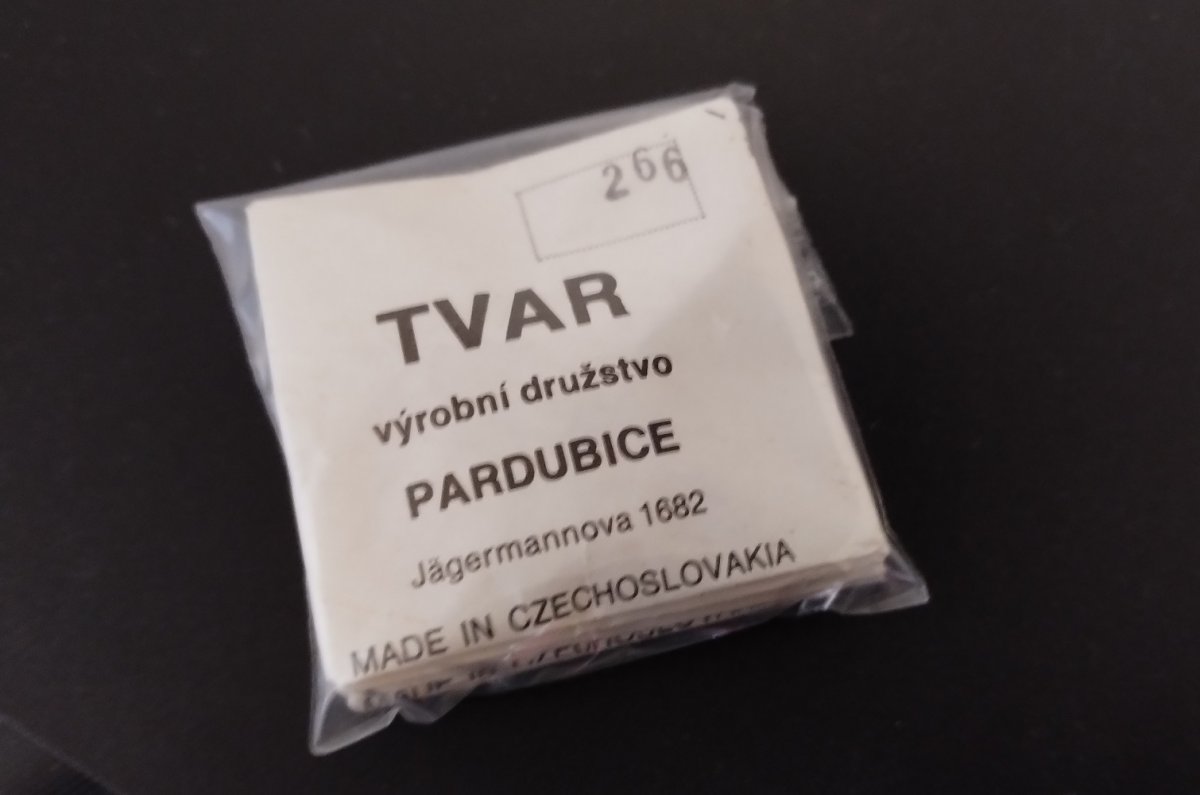 266
TVAR
výrobní družstvo
PARDUBICE
Jägermannova 1682
MADE IN CZECHOSLOVAKIA